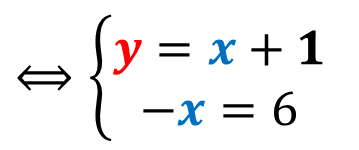 ⟺ { y = x + 1
−x = 6